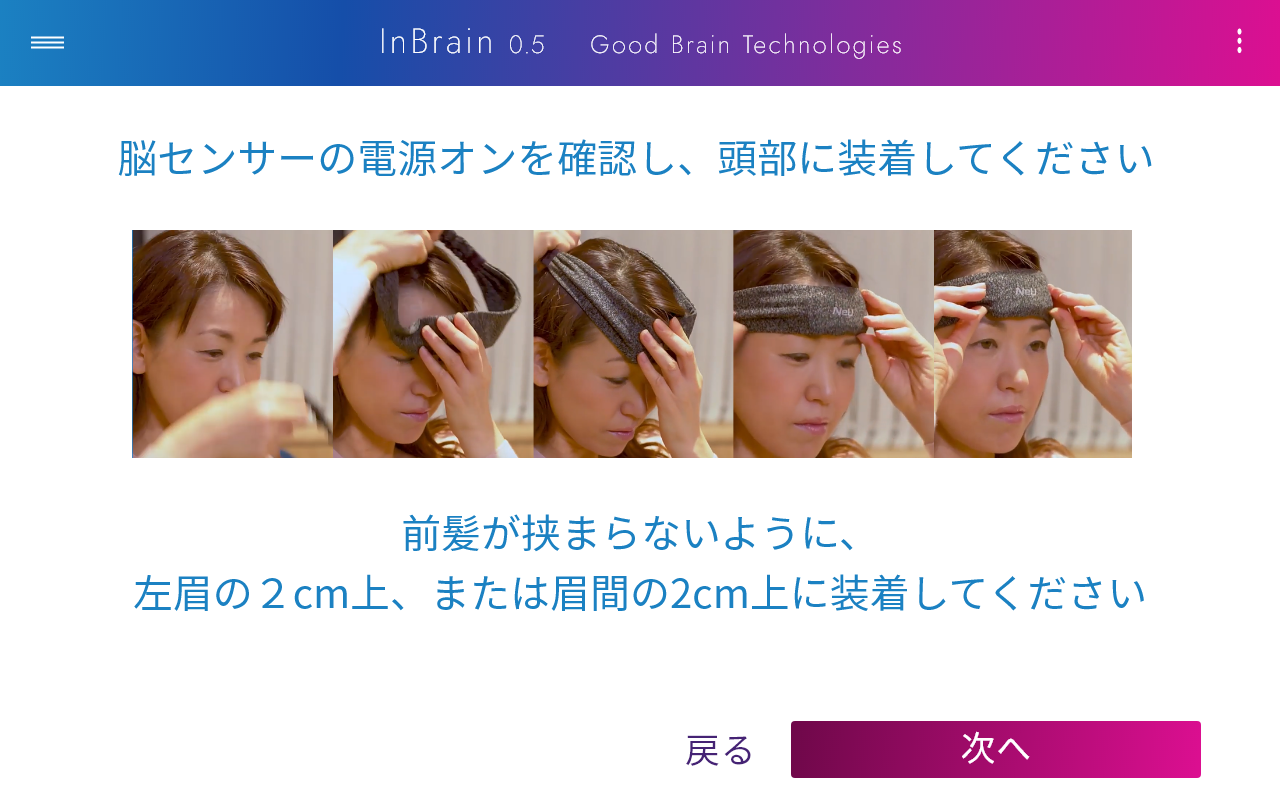 InBrain 0.5 Good Brain Technologies
脳センサーの電源オンを確認し、頭部に装着してください
NeU
NeU
前髪が挟まらないように、
左眉の２cm上、または眉間の2cm上に装着してください
戻る
次へ